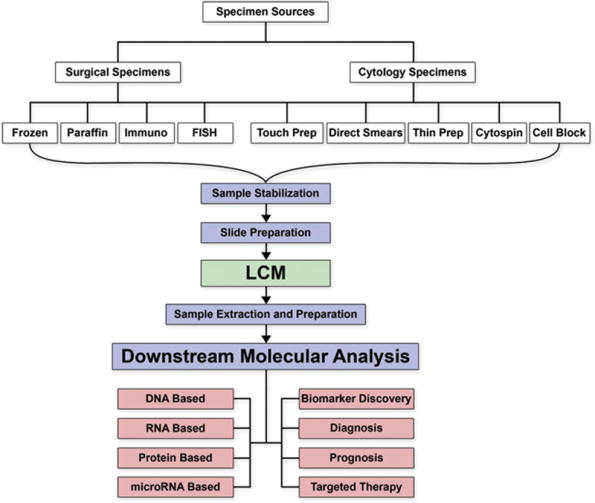 Specimen Sources
Surgical Specimens
Cytology Specimens
Frozen
Paraffin
Immuno
FISH
Touch Prep
Direct Smears
Thin Prep
Cytospin
Cell Block
Sample Stabilization
Slide Preparation
LCM
Sample Extraction and Preparation
Downstream Molecular Analysis
DNA Based
RNA Based
Protein Based
microRNA Based
Biomarker Discovery
Diagnosis
Prognosis
Targeted Therapy